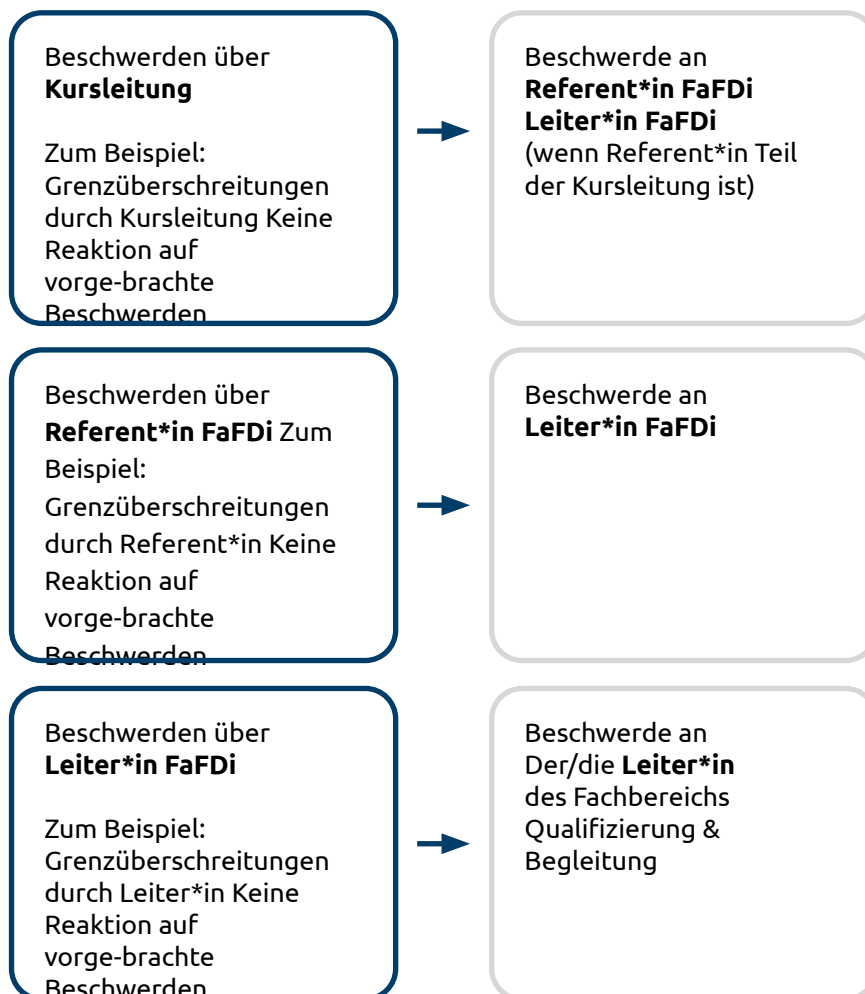 Beschwerden über
Kursleitung
Zum Beispiel:
Grenzüberschreitungen
durch Kursleitung Keine
Reaktion auf
vorge-brachte
Beschwerden
Beschwerde an
Referent*in FaFDi
Leiter*in FaFDi
(wenn Referent*in Teil
der Kursleitung ist)
Beschwerden über
Referent*in FaFDi Zum
Beispiel:
Grenzüberschreitungen
durch Referent*in Keine
Reaktion auf
vorge-brachte
Beschwerden
Beschwerde an
Leiter*in FaFDi
Beschwerden über
Leiter*in FaFDi
Zum Beispiel:
Grenzüberschreitungen
durch Leiter*in Keine
Reaktion auf
vorge-brachte
Beschwerden
Beschwerde an
Der/die Leiter*in
des Fachbereichs
Qualifizierung &
Begleitung